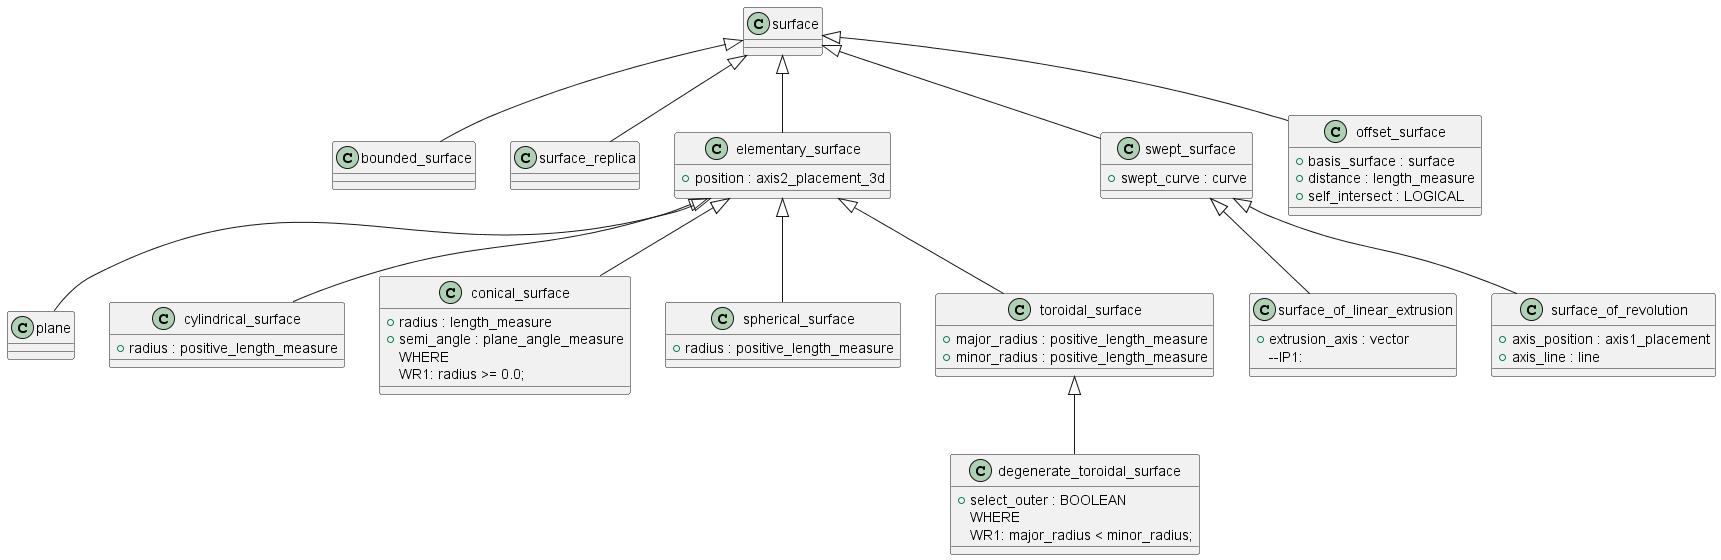 C surface
C bounded_surface
C surface_replica
C elementary_surface
position : axis2_placement_3d
C swept_surface
swept_curve : curve
C offset_surface
basis_surface : surface
distance : length_measure
self_intersect : LOGICAL
C plane
C cylindrical_surface
radius : positive_length_measure
C conical_surface
radius : length_measure
semi_angle : plane_angle_measure
WHERE
WR1: radius >= 0.0;
C spherical_surface
radius : positive_length_measure
C toroidal_surface
major_radius : positive_length_measure
minor_radius : positive_length_measure
C surface_of_linear_extrusion
extrusion_axis : vector
--IP1:
C surface_of_revolution
axis_position : axis1_placement
axis_line : line
C degenerate_toroidal_surface
select_outer : BOOLEAN
WHERE
WR1: major_radius < minor_radius;